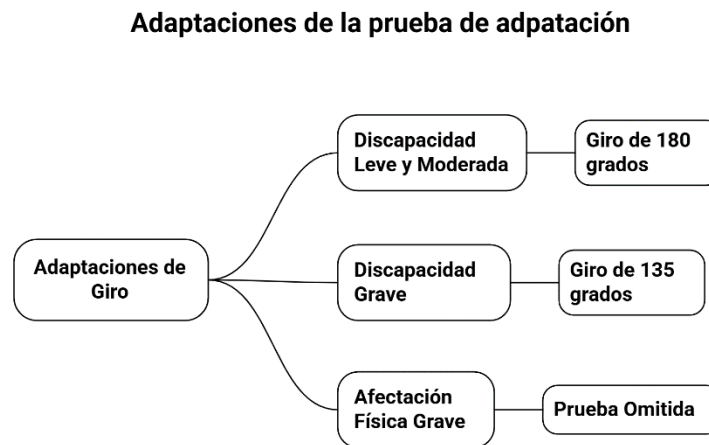 Adaptaciones de la prueba de adpatación
Discapacidad
Leve y Moderada
Giro de 180
grados
Adaptaciones de
Giro
Discapacidad
Grave
Giro de 135
grados
Afectación
Física Grave
Prueba Omitida